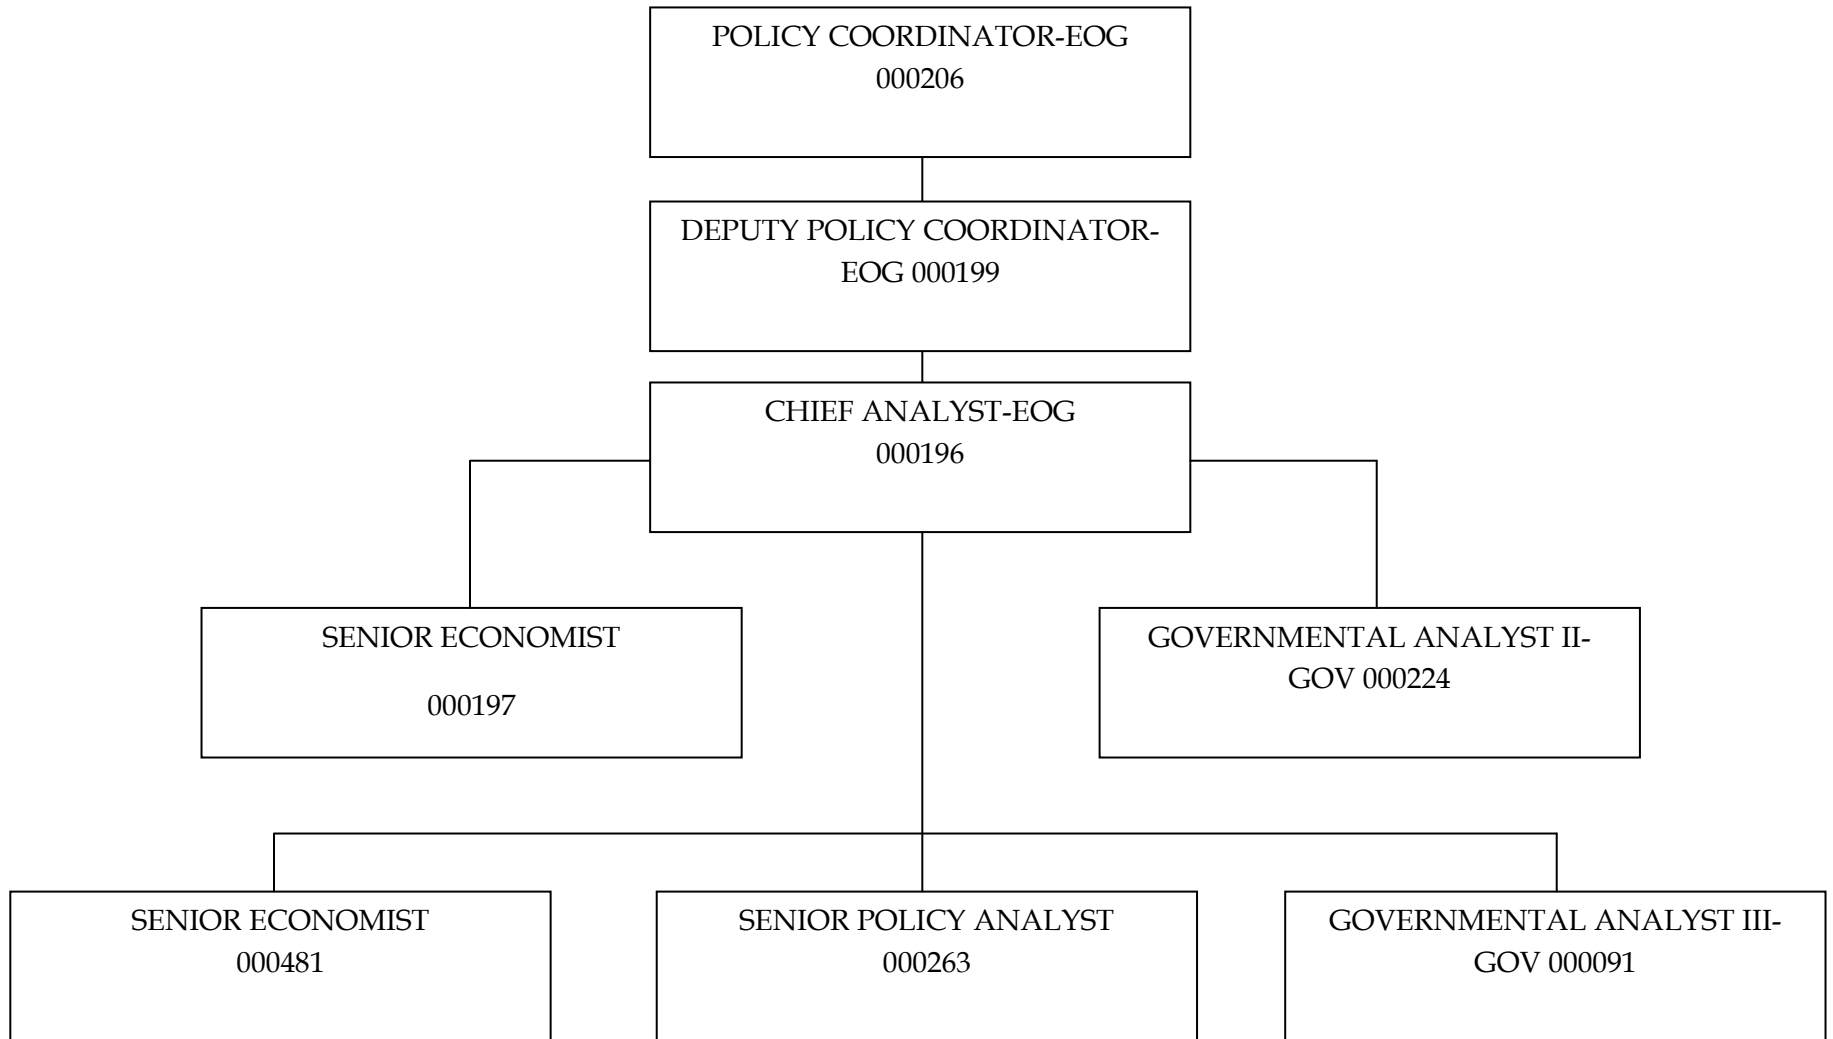 POLICY COORDINATOR-EOG
000206
DEPUTY POLICY COORDINATOR-
EOG 000199
CHIEF ANALYST-EOG
000196
SENIOR ECONOMIST
000197
GOVERNMENTAL ANALYST II-
GOV 000224
SENIOR ECONOMIST
000481
SENIOR POLICY ANALYST
000263
GOVERNMENTAL ANALYST III-
GOV 000091